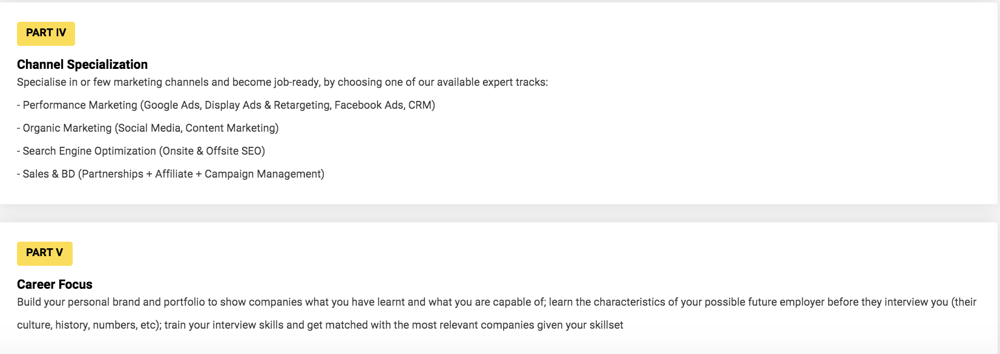 PART IV
Channel Specialization
Specialise in or few marketing channels and become job-ready, by choosing one of our available expert tracks:
- Performance Marketing (Google Ads, Display Ads & Retargeting, Facebook Ads, CRM)
- Organic Marketing (Social Media, Content Marketing)
- Search Engine Optimization (Onsite & Offsite SEO)
- Sales & BD (Partnerships + Affiliate + Campaign Management)
PART V
Career Focus
Build your personal brand and portfolio to show companies what you have learnt and what you are capable of; learn the characteristics of your possible future employer before they interview you (their
culture, history, numbers, etc); train your interview skills and get matched with the most relevant companies given your skillset